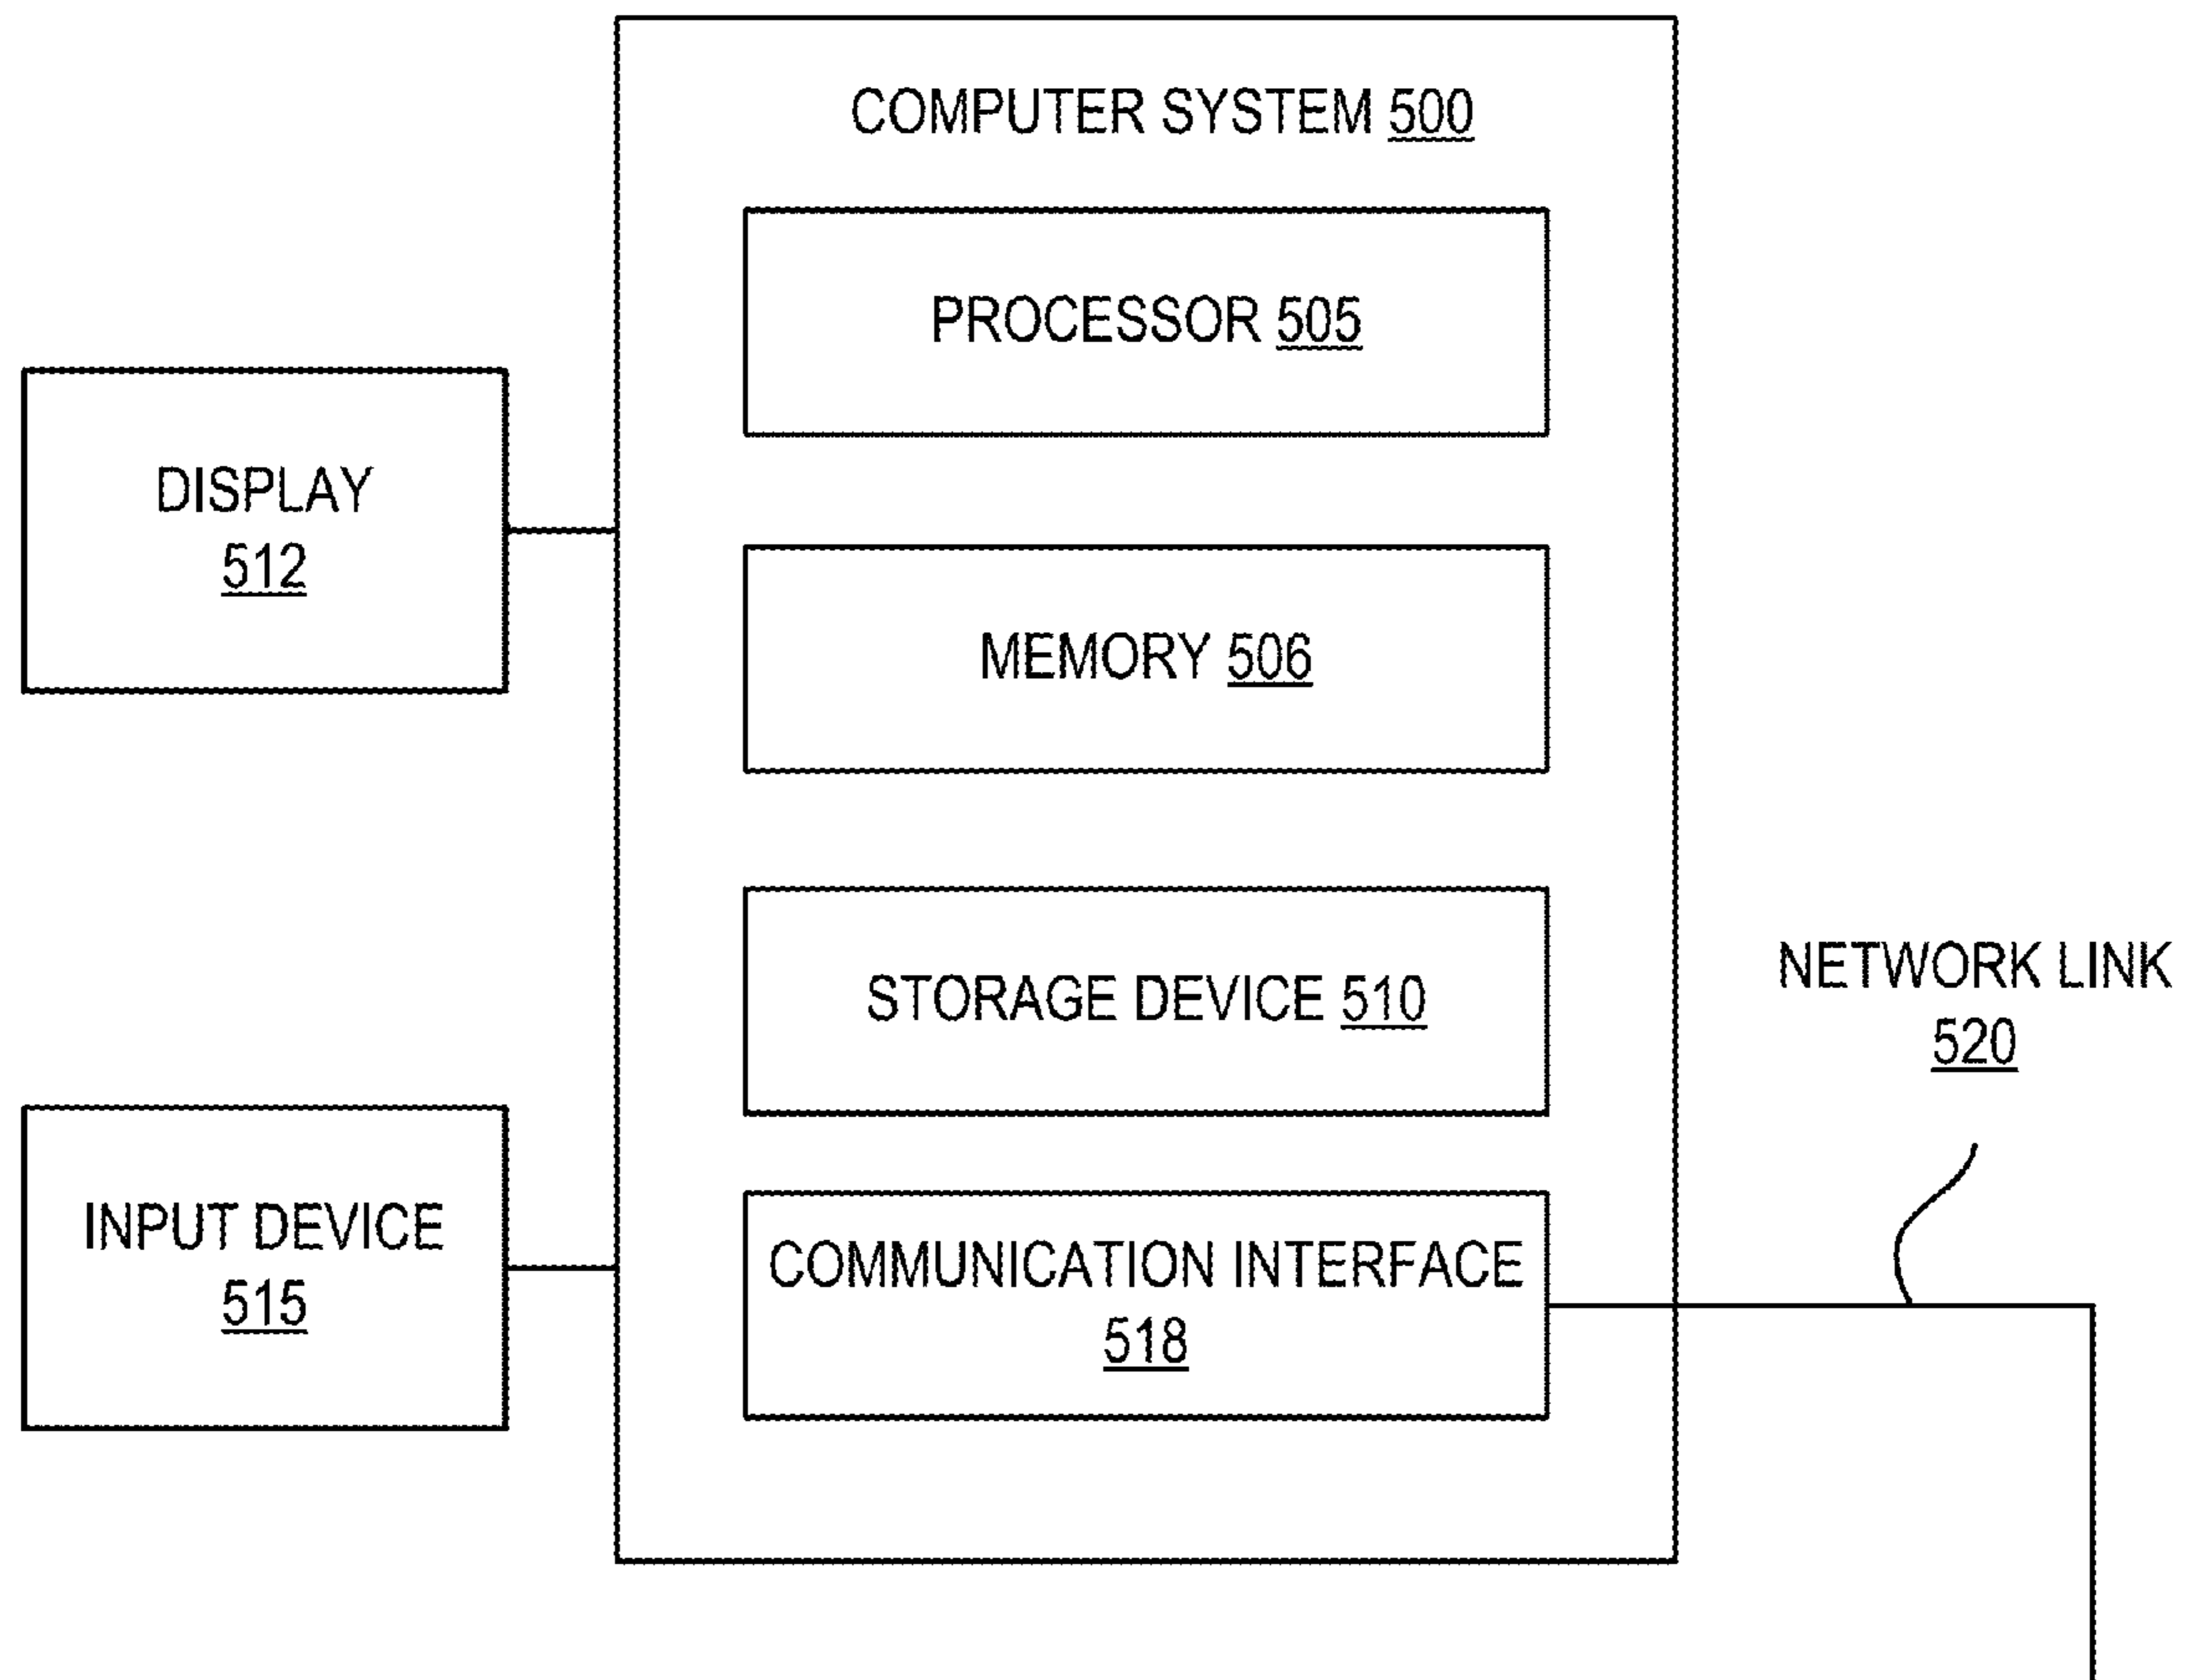 COMPUTER SYSTEM 500
PROCESSOR 505
DISPLAY
512
MEMORY 506
STORAGE DEVICE 510
NETWORK LINK
520
INPUT DEVICE
515
COMMUNICATION INTERFACE
518